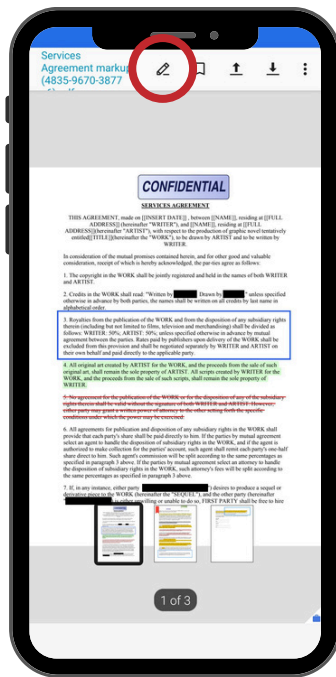 Services
Agreement markup
(4835-9670-3877
CONFIDENTIAL
SERVICES AGREEMENT
THIS AGREEMENT, made on [[INSERT DATE]] , between [[NAME]], residing at [[FULL
ADDRESS]] (hereinafter "WRITER"), and [[NAME]], residing at [[FULL
ADDRESS]](hereinafter "ARTIST"), with respect to the production of graphic novel tentatively
entitled[[TITLE]](hereinafter the "WORK"), to be drawn by ARTIST and to be written by
WRITER.
In consideration of the mutual promises contained herein, and for other good and valuable
consideration, receipt of which is hereby acknowledged, the par-ties agree as follows:
1. The copyright in the WORK shall be jointly registered and held in the names of both WRITER
and ARTIST.
2. Credits in the WORK shall read: "Written by Drawn by " unless specified
otherwise in advance by both parties, the names shall be written on all credits by last name in
alphabetical order.
3. Royalties from the publication of the WORK and from the disposition of any subsidiary rights
therein (including but not limited to films, television and merchandising) shall be divided as
follows: WRITER: 50%; ARTIST: 50%, unless specified otherwise in advance by mutual
agreement between the parties. Rates paid by publishers upon delivery of the WORK shall be
excluded from this provision and shall be negotiated separately by WRITER and ARTIST on
their own behalf and paid directly to the applicable party.
4. All original art created by ARTIST for the WORK, and the proceeds from the sale of such
original art, shall remain the sole property of ARTIST. All scripts created by WRITER for the
WORK, and the proceeds from the sale of such scripts, shall remain the sole property of
WRITER.
5. No agreement for the publication of the WORK or for the disposition of any of the subsidiary
rights therein shall be valid without the signature of both WRITER and ARTIST. However,
either party may grant a written power of attorney to the other setting forth the specific
conditions under which the power may be exercised.
6. All agreements for publication and disposition of any subsidiary rights in the WORK shall
provide that each party's share shall be paid directly to him. If the parties by mutual agreement
select an agent to handle the disposition of subsidiary rights in the WORK, and if the agent is
authorized to make collection for the parties' account, such agent shall remit each party's one-half
share direct to him. Such agent's commission will be split according to the same percentages as
specified in paragraph 3 above. If the parties by mutual agreement select an attorney to handle
the disposition of subsidiary rights in the WORK, such attorney's fees will be split according to
the same percentages as specified in paragraph 3 above.
7. If, in any instance, either party ") desires to produce a sequel or
derivative piece to the WORK (hereinafter the "SEQUEL"), and the other party (hereinafter
is either unwilling or unable to do so, FIRST PARTY shall be free to hire
1 of 3